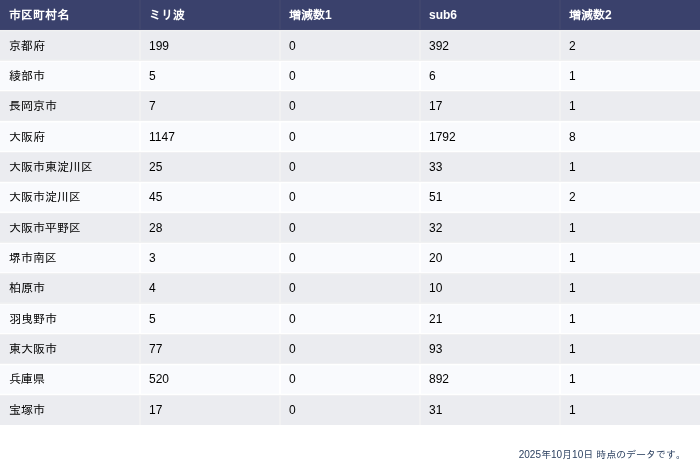 市区町村名 ミリ波 増減数1 sub6 増減数2
京都府 199 0 392 2
綾部市 5 0 6 1
長岡京市 7 0 17 1
大阪府 1147 0 1792 8
大阪市東淀川区 25 0 33 1
大阪市淀川区 45 0 51 2
大阪市平野区 28 0 32 1
堺市南区 3 0 20 1
柏原市 4 0 10 1
羽曳野市 5 0 21 1
東大阪市 77 0 93 1
兵庫県 520 0 892 1
宝塚市 17 0 31 1
2025年10月10日 時点のデータです。